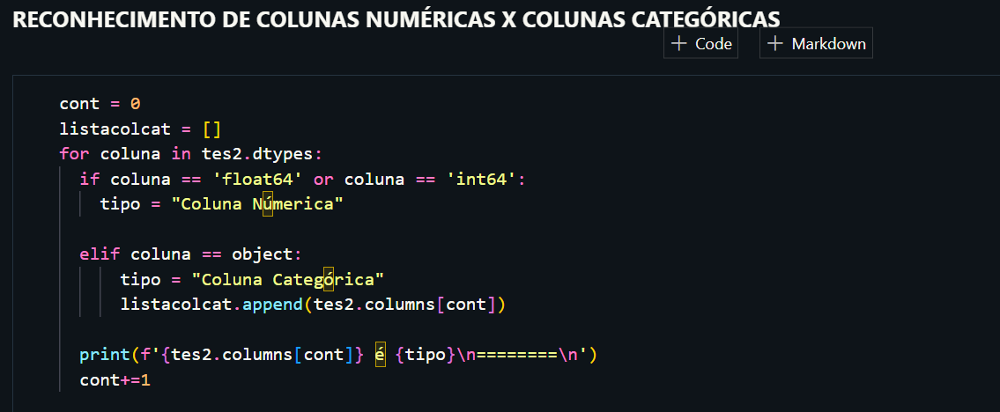 RECONHECIMENTO DE COLUNAS NUMÉRICAS X COLUNAS CATEGÓRICAS
+ Code + Markdown
cont = 0
listacolcat = []
for coluna in tes2.dtypes:
if coluna == 'float64' or coluna == 'int64':
tipo = "Coluna Númerica"
elif coluna == object:
tipo = "Coluna Categórica"
listacolcat.append(tes2.columns[cont])
print(f'{tes2.columns[cont]} é {tipo}\n========\n')
cont+=1